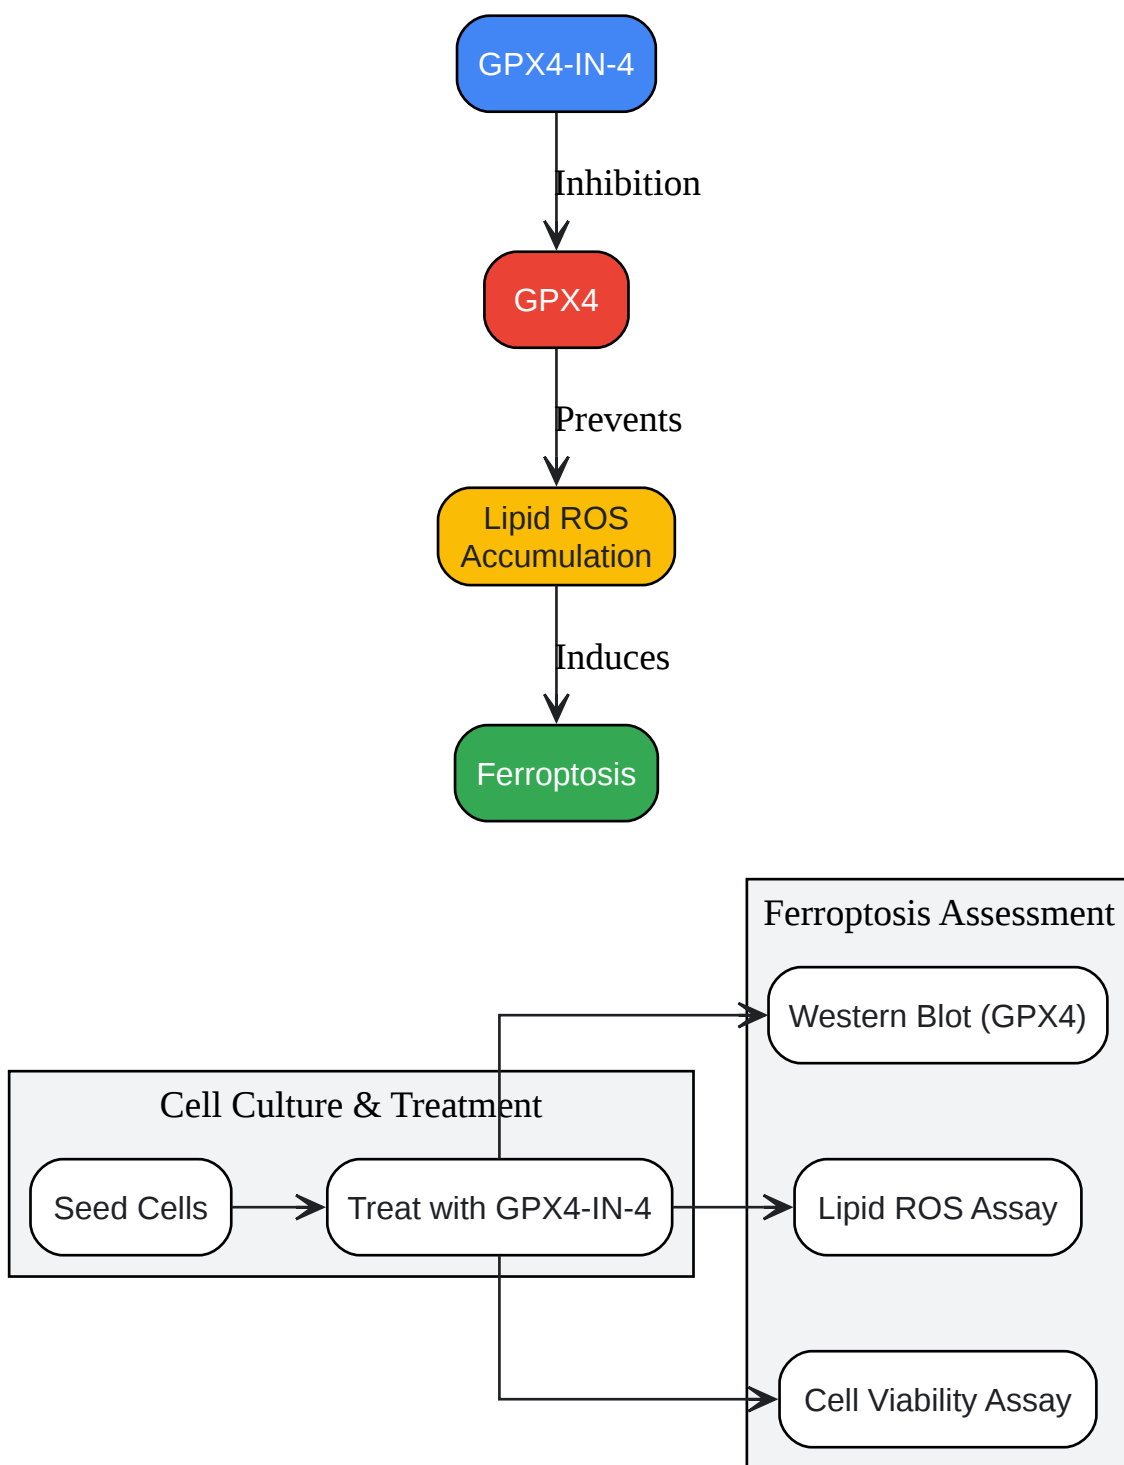 GPX4-IN-4
Inhibition
GPX4
Prevents
Lipid ROS
Accumulation
Induces
Ferroptosis
Ferroptosis Assessment
Western Blot (GPX4)
Cell Culture & Treatment
Seed Cells
Treat with GPX4-IN-4
Lipid ROS Assay
Cell Viability Assay